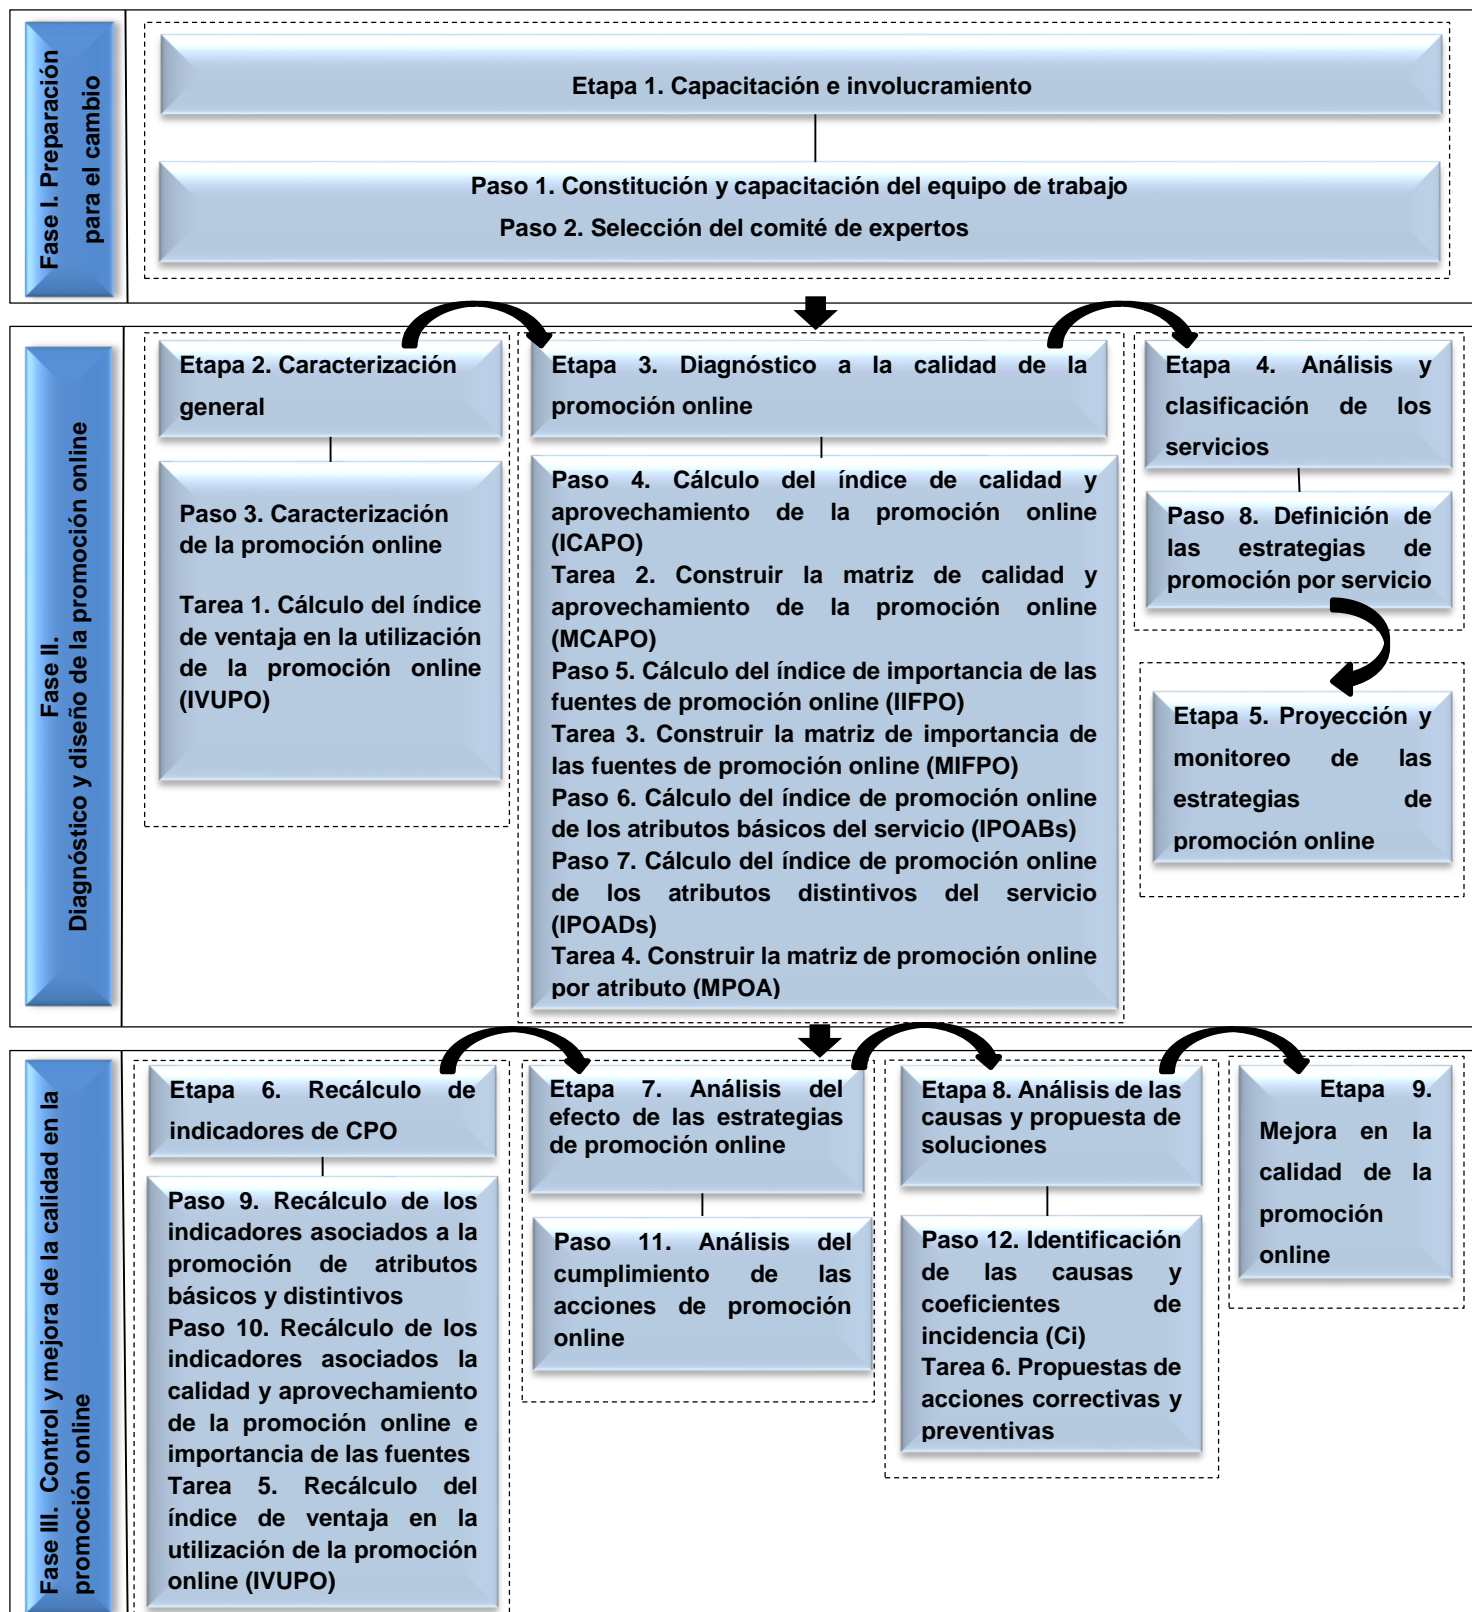 Fase I. Preparación
para el cambio
Etapa 1. Capacitación e involucramiento
Paso 1. Constitución y capacitación del equipo de trabajo
Paso 2. Selección del comité de expertos
Fase II.
Diagnóstico y diseño de la promoción online
Etapa 2. Caracterización
general
Paso 3. Caracterización
de la promoción online
Tarea 1. Cálculo del índice
de ventaja en la utilización
de la promoción online
(IVUPO)
Etapa 3. Diagnóstico a la calidad de la
promoción online
Paso 4. Cálculo del índice de calidad y
aprovechamiento de la promoción online
(ICAPO)
Tarea 2. Construir la matriz de calidad y
aprovechamiento de la promoción online
(MCAPO)
Paso 5. Cálculo del índice de importancia de las
fuentes de promoción online (IIFPO)
Tarea 3. Construir la matriz de importancia de
las fuentes de promoción online (MIFPO)
Paso 6. Cálculo del índice de promoción online
de los atributos básicos del servicio (IPOABs)
Paso 7. Cálculo del índice de promoción online
de los atributos distintivos del servicio
(IPOADs)
Tarea 4. Construir la matriz de promoción online
por atributo (MPOA)
Etapa 4. Análisis y
clasificación de los
servicios
Paso 8. Definición de
las estrategias de
promoción por servicio
Etapa 5. Proyección y
monitoreo de las
estrategias de
promoción online
Fase III. Control y mejora de la calidad en la
promoción online
Etapa 6. Recálculo de
indicadores de CPO
Paso 9. Recálculo de los
indicadores asociados a la
promoción de atributos
básicos y distintivos
Paso 10. Recálculo de los
indicadores asociados la
calidad y aprovechamiento
de la promoción online e
importancia de las fuentes
Tarea 5. Recálculo del
índice de ventaja en la
utilización de la promoción
online (IVUPO)
Etapa 7. Análisis del
efecto de las estrategias
de promoción online
Paso 11. Análisis del
cumplimiento de las
acciones de promoción
online
Etapa 8. Análisis de las
causas y propuesta de
soluciones
Paso 12. Identificación
de las causas y
coeficientes de
incidencia (Ci)
Tarea 6. Propuestas de
acciones correctivas y
preventivas
Etapa 9.
Mejora en la
calidad de la
promoción
online